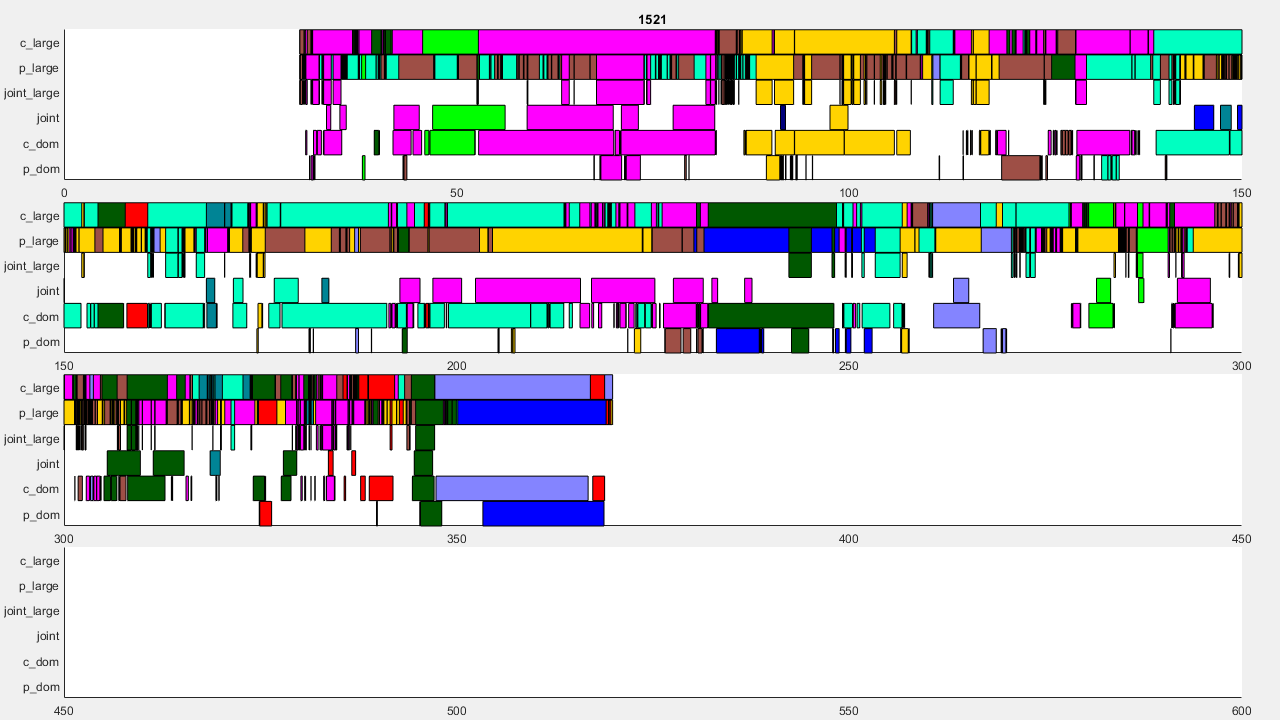 1521
c_large
p_large
joint_large
joint
c_dom
p_dom
0 50 100 150
c_large
p_large
joint_large
joint
c_dom
p_dom
150 200 250 300
c_large
p_large
joint_large
joint
c_dom
p_dom
300 350 400 450
c_large
p_large
joint_large
joint
c_dom
p_dom
450 500 550 600